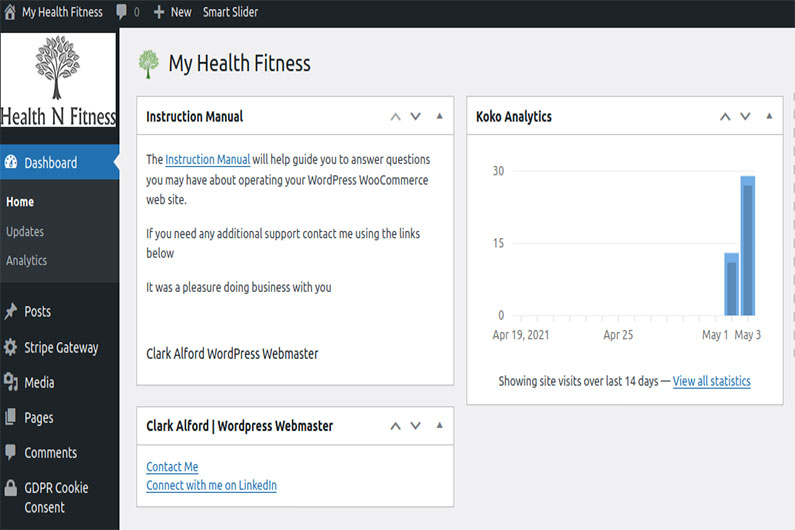 My Health Fitness 0 New Smart Slider
Health N Fitness
Dashboard
Home
Updates
Analytics
Posts
Stripe Gateway
Media
Pages
Comments
GDPR Cookie
Consent
My Health Fitness
Instruction Manual
The Instruction Manual will help guide you to answer questions
you may have about operating your WordPress WooCommerce
web site.
If you need any additional support contact me using the links
below
It was a pleasure doing business with you
Clark Alford WordPress Webmaster
Clark Alford | Wordpress Webmaster
Contact Me
Connect with me on LinkedIn
Koko Analytics
30
15
0
Apr 19, 2021 Apr 25 May 1 May 3
Showing site visits over last 14 days — View all statistics